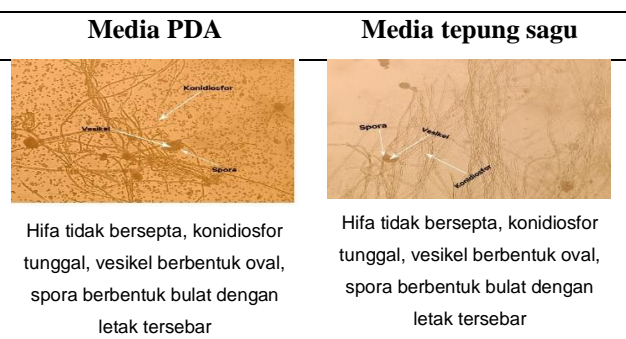 Media PDA
Media tepung sagu
Konidiosfor
Vesikel
Spora
Spora
Vesikel
Konidiosfor
Hifa tidak bersepta, konidiosfor
tunggal, vesikel berbentuk oval,
spora berbentuk bulat dengan
letak tersebar
Hifa tidak bersepta, konidiosfor
tunggal, vesikel berbentuk oval,
spora berbentuk bulat dengan
letak tersebar